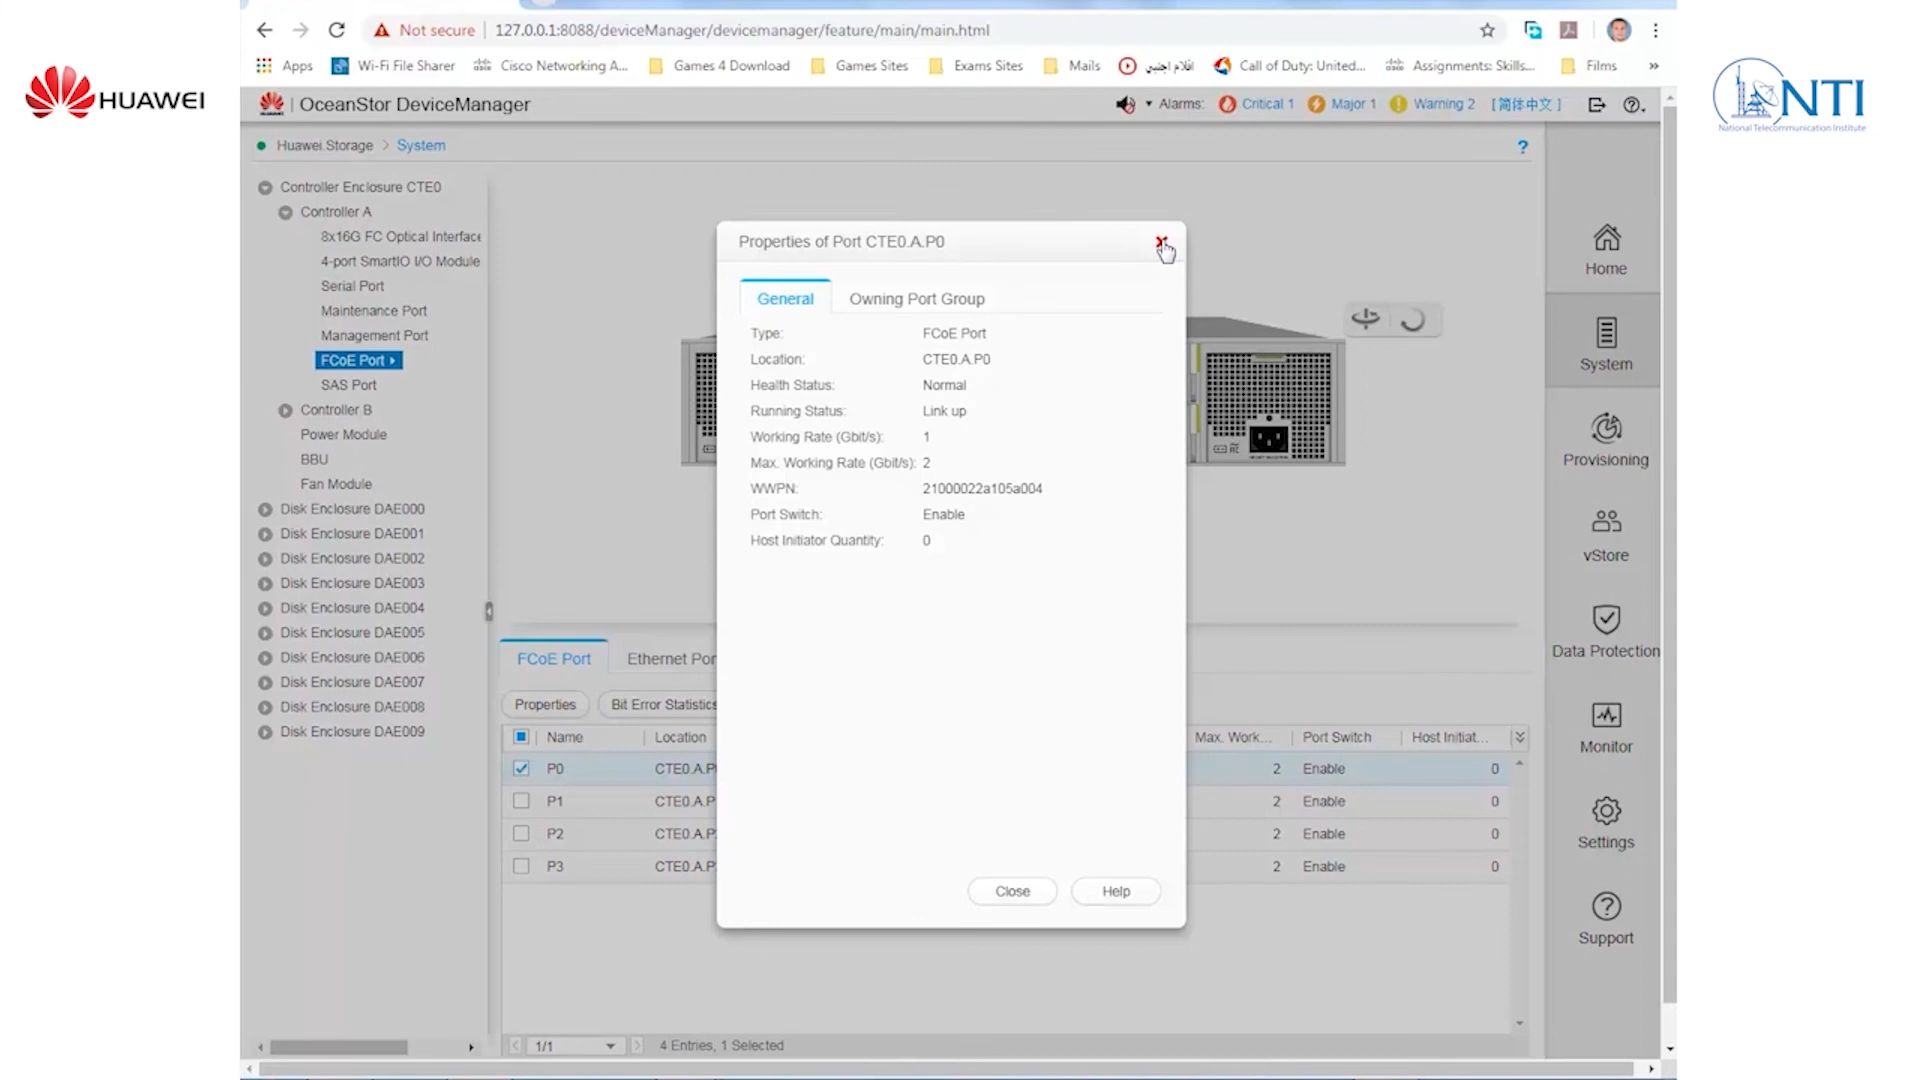 Not secure 127.0.0.1:8088/deviceManager/devicemanager/feature/main/main.html
Apps Wi-Fi File Sharer Cisco Networking A... Games 4 Download Games Sites Exams Sites Mails افلام اجنبي Call of Duty: United... Assignments: Skills... Films »
HUAWEI
NTI
National Telecommunication Institute
OceanStor DeviceManager
Alarms: Critical 1 Major 1 Warning 2 [简体中文]
Huawei.Storage > System
?
Controller Enclosure CTE0
Controller A
8x16G FC Optical Interface
4-port SmartIO I/O Module
Serial Port
Maintenance Port
Management Port
FCoE Port
SAS Port
Controller B
Power Module
BBU
Fan Module
Disk Enclosure DAE000
Disk Enclosure DAE001
Disk Enclosure DAE002
Disk Enclosure DAE003
Disk Enclosure DAE004
Disk Enclosure DAE005
Disk Enclosure DAE006
Disk Enclosure DAE007
Disk Enclosure DAE008
Disk Enclosure DAE009
Properties of Port CTE0.A.P0
General Owning Port Group
Type: FCoE Port
Location: CTE0.A.P0
Health Status: Normal
Running Status: Link up
Working Rate (Gbit/s): 1
Max. Working Rate (Gbit/s): 2
WWPN: 21000022a105a004
Port Switch: Enable
Host Initiator Quantity: 0
Close Help
FCoE Port Ethernet Por
Properties Bit Error Statistics
Name Location Max. Work... Port Switch Host Initiat...
P0 CTE0.A.P 2 Enable 0
P1 CTE0.A.P 2 Enable 0
P2 CTE0.A.P 2 Enable 0
P3 CTE0.A.P 2 Enable 0
1/1 4 Entries, 1 Selected
Home
System
Provisioning
vStore
Data Protection
Monitor
Settings
Support